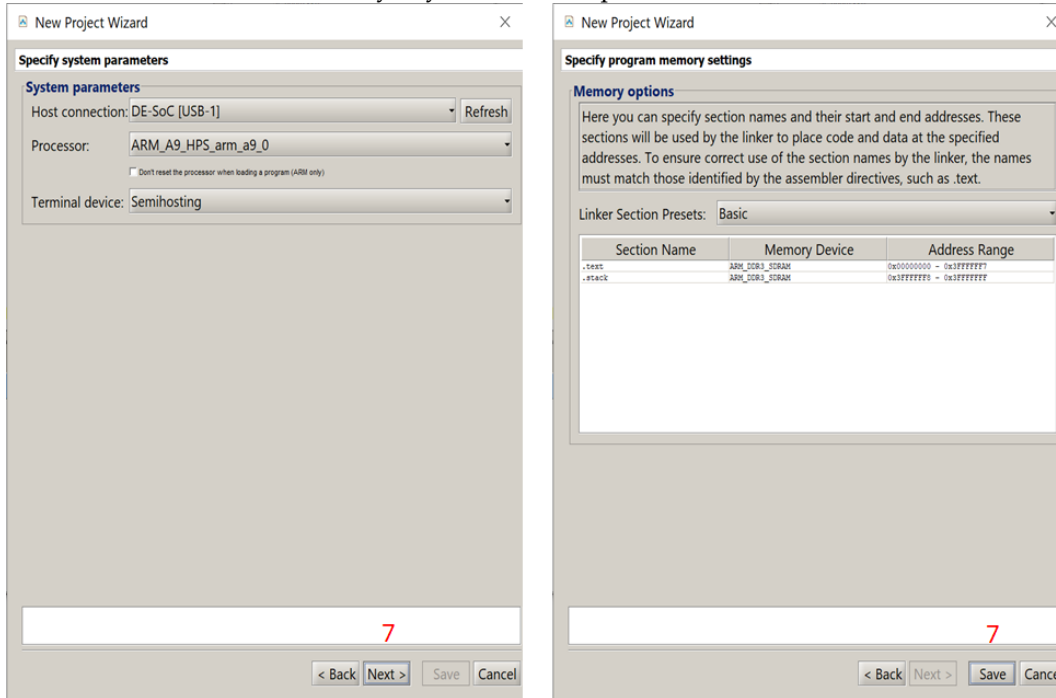 New Project Wizard
Specify system parameters
System parameters
Host connection: DE-SoC [USB-1] Refresh
Processor: ARM_A9_HPS_arm_a9_0
Don't reset the processor when loading a program (ARM only)
Terminal device: Semihosting
7
< Back Next > Save Cancel
New Project Wizard
Specify program memory settings
Memory options
Here you can specify section names and their start and end addresses. These
sections will be used by the linker to place code and data at the specified
addresses. To ensure correct use of the section names by the linker, the names
must match those identified by the assembler directives, such as .text.
Linker Section Presets: Basic
Section Name Memory Device Address Range
.text ARM_DDR3_SDRAM 0x00000000 - 0x3FFFFFF7
.stack ARM_DDR3_SDRAM 0x3FFFFFF8 - 0x3FFFFFFF
7
< Back Next > Save Cance